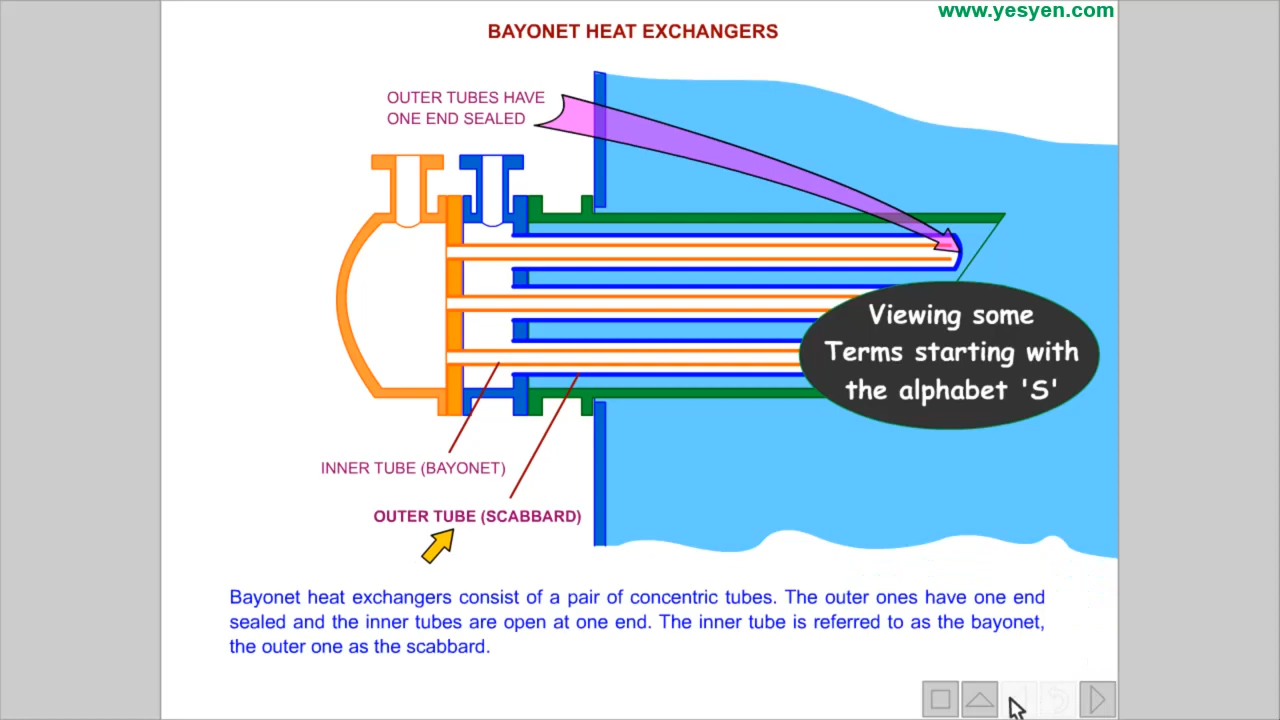 www.yesyen.com
BAYONET HEAT EXCHANGERS
OUTER TUBES HAVE
ONE END SEALED
Viewing some
Terms starting with
the alphabet 'S'
INNER TUBE (BAYONET)
OUTER TUBE (SCABBARD)
Bayonet heat exchangers consist of a pair of concentric tubes. The outer ones have one end
sealed and the inner tubes are open at one end. The inner tube is referred to as the bayonet,
the outer one as the scabbard.